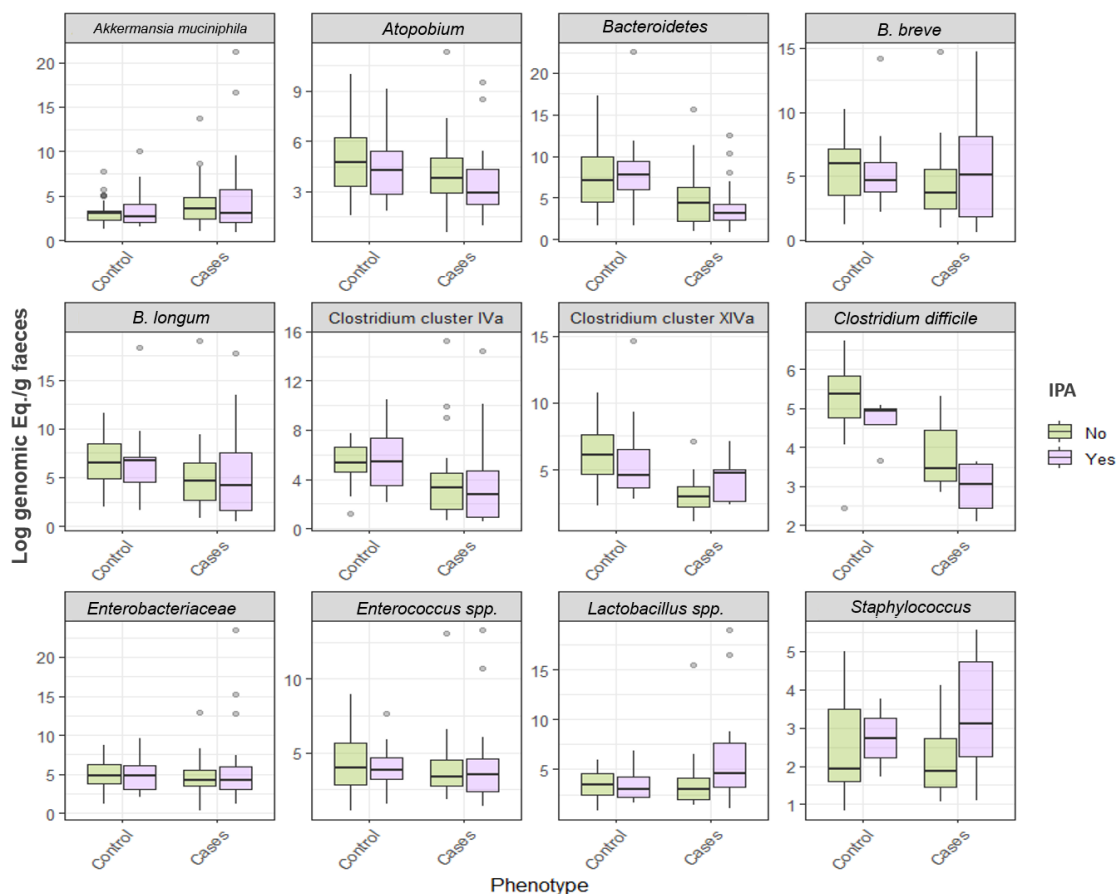 Akkermansia muciniphila
Atopobium
Bacteroidetes
B. breve
20
15
10
5
0
9
6
3
20
15
10
5
0
15
10
5
0
Control
Cases
Control
Cases
Control
Cases
Control
Cases
B. longum
Clostridium cluster IVa
Clostridium cluster XIVa
Clostridium difficile
15
10
5
0
16
12
8
4
0
15
10
5
6
5
4
3
2
Control
Cases
Control
Cases
Control
Cases
Control
Cases
Enterobacteriaceae
Enterococcus spp.
Lactobacillus spp.
Staphylococcus
20
15
10
5
0
10
5
15
10
5
5
4
3
2
1
Control
Cases
Control
Cases
Control
Cases
Control
Cases
Log genomic Eq./g faeces
Phenotype
IPA
No
Yes